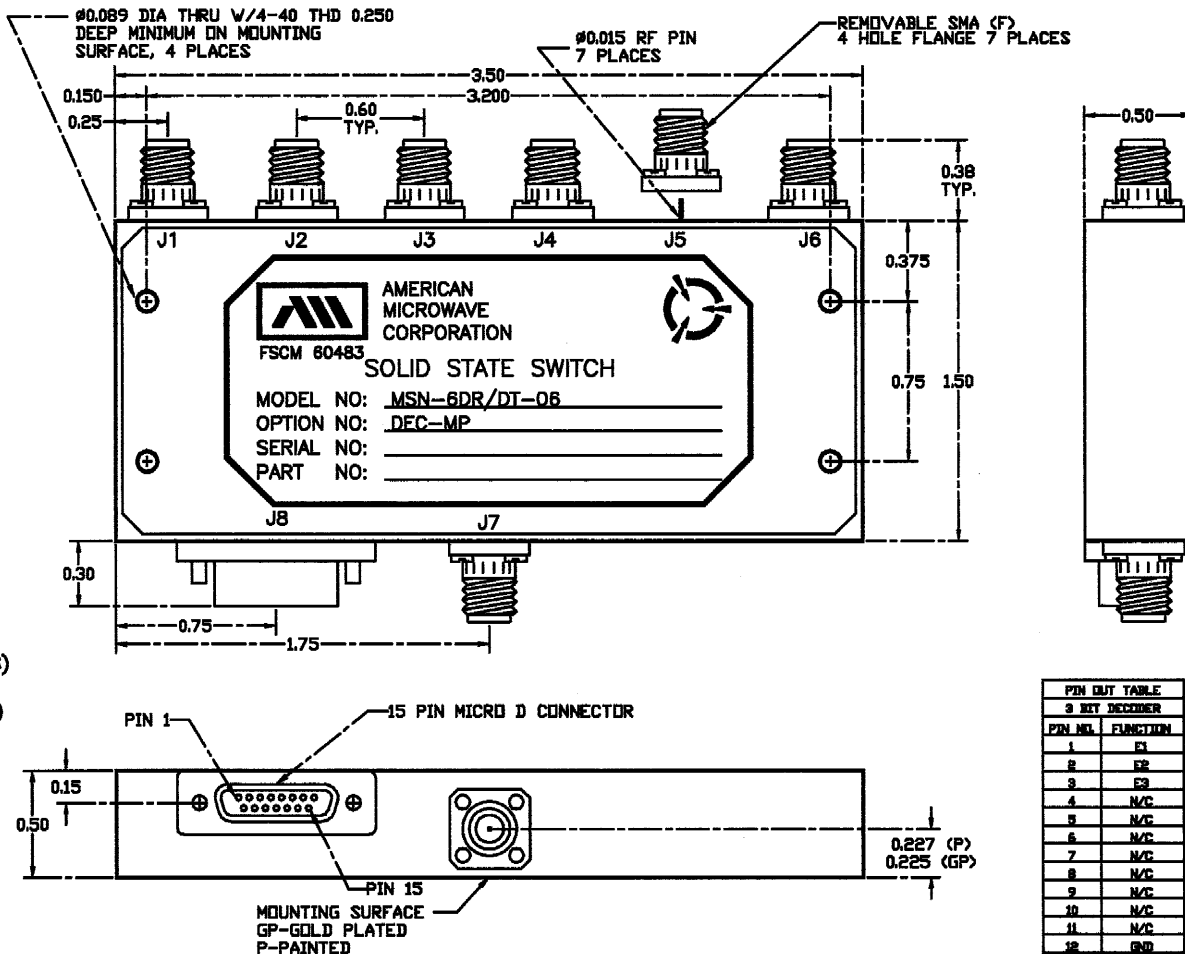 ø0.089 DIA THRU W/4-40 THD 0.250
DEEP MINIMUM ON MOUNTING
SURFACE, 4 PLACES
ø0.015 RF PIN
7 PLACES
REMOVABLE SMA (F)
4 HOLE FLANGE 7 PLACES
3.50
0.150
3.200
0.25
0.60
TYP.
0.50
0.38
TYP.
J1
J2
J3
J4
J5
J6
0.375
AMERICAN
MICROWAVE
CORPORATION
FSCM 60483
SOLID STATE SWITCH
MODEL NO: MSN-6DR/DT-06
OPTION NO: DEC-MP
SERIAL NO:
PART NO:
0.75
1.50
J8
J7
0.30
0.75
1.75
)
)
PIN 1
15 PIN MICRO D CONNECTOR
0.15
0.50
PIN 15
0.227 (P)
0.225 (GP)
MOUNTING SURFACE
GP-GOLD PLATED
P-PAINTED
PIN OUT TABLE
3 BIT DECODER
PIN NO. FUNCTION
1 E1
2 E2
3 E3
4 N/C
5 N/C
6 N/C
7 N/C
8 N/C
9 N/C
10 N/C
11 N/C
12 GND